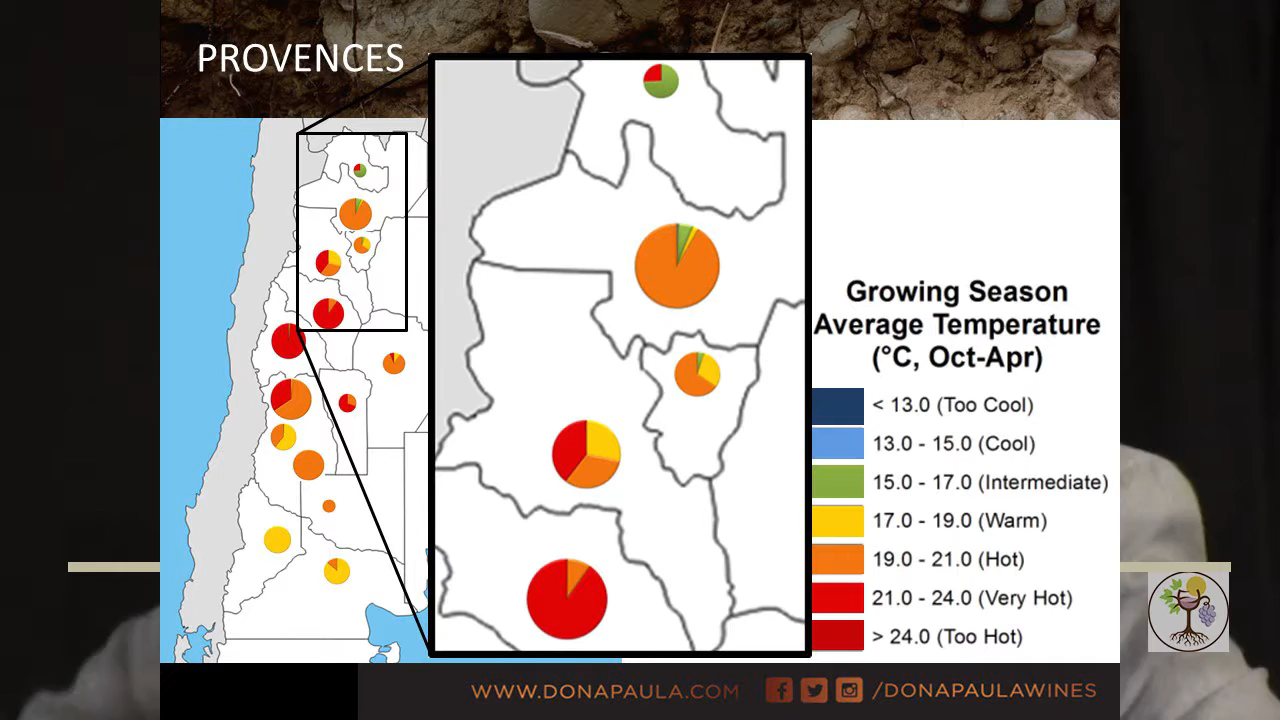 PROVENCES
Growing Season
Average Temperature
(°C, Oct-Apr)
< 13.0 (Too Cool)
13.0 - 15.0 (Cool)
15.0 - 17.0 (Intermediate)
17.0 - 19.0 (Warm)
19.0 - 21.0 (Hot)
21.0 - 24.0 (Very Hot)
> 24.0 (Too Hot)
WWW.DONAPAULA.COM
/DONAPAULAWINES